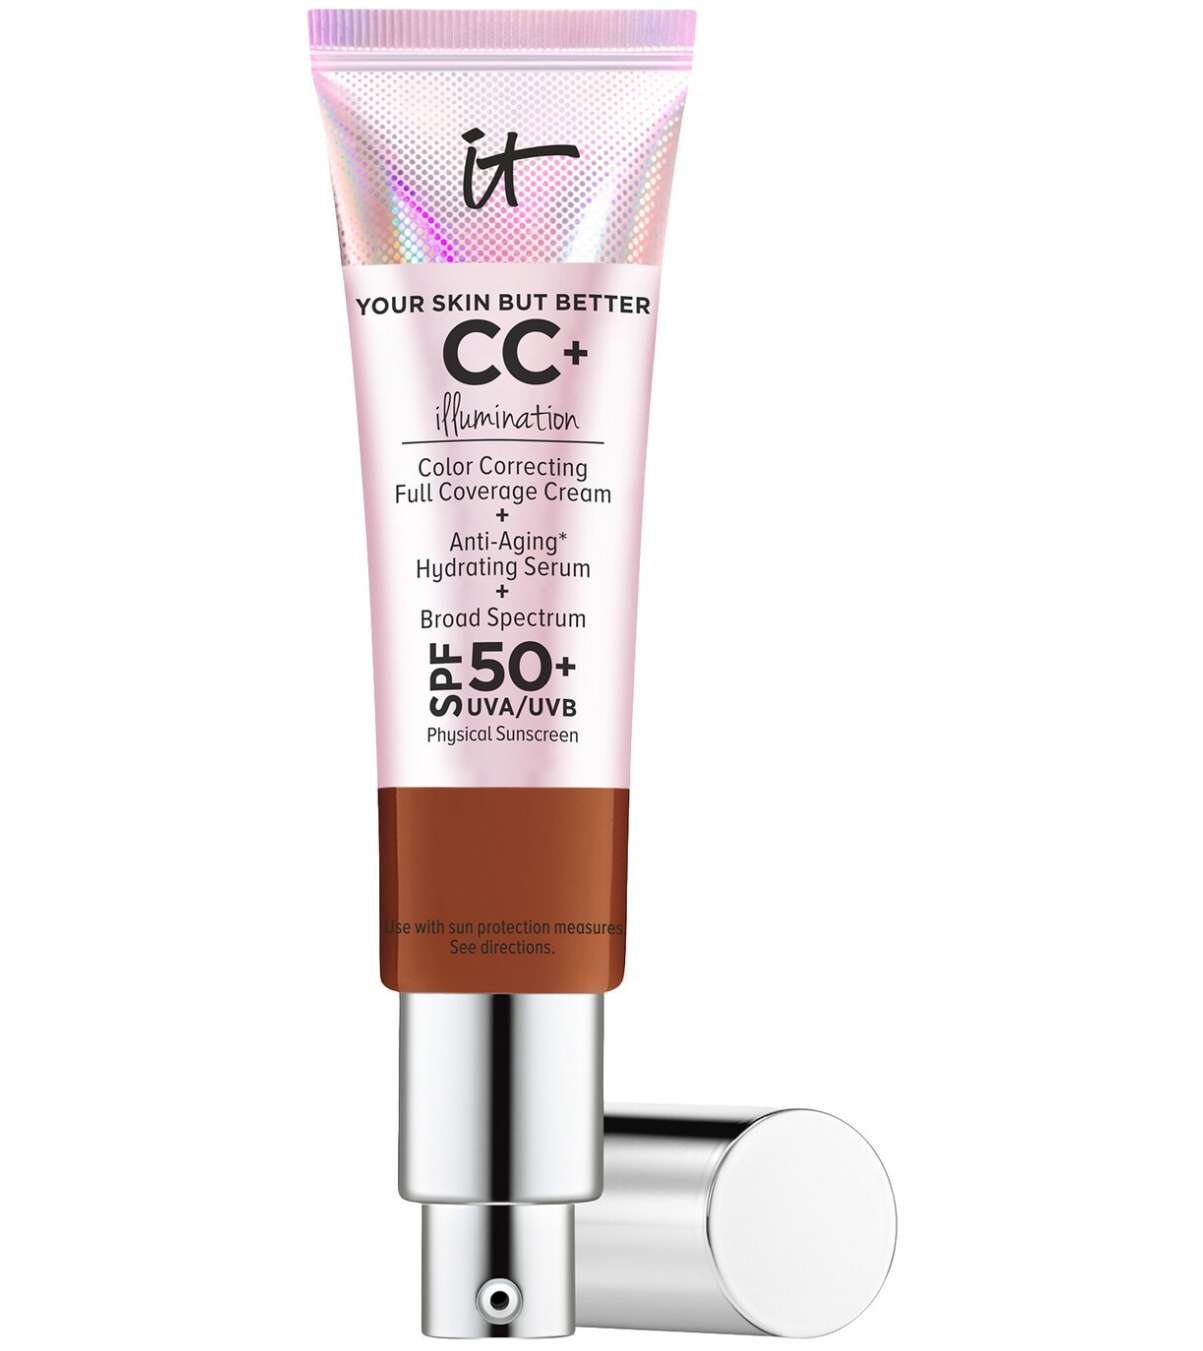 it
YOUR SKIN BUT BETTER
CC+
illumination
Color Correcting
Full Coverage Cream
+
Anti-Aging*
Hydrating Serum
+
Broad Spectrum
SPF 50+
UVA/UVB
Physical Sunscreen
Use with sun protection measures.
See directions.